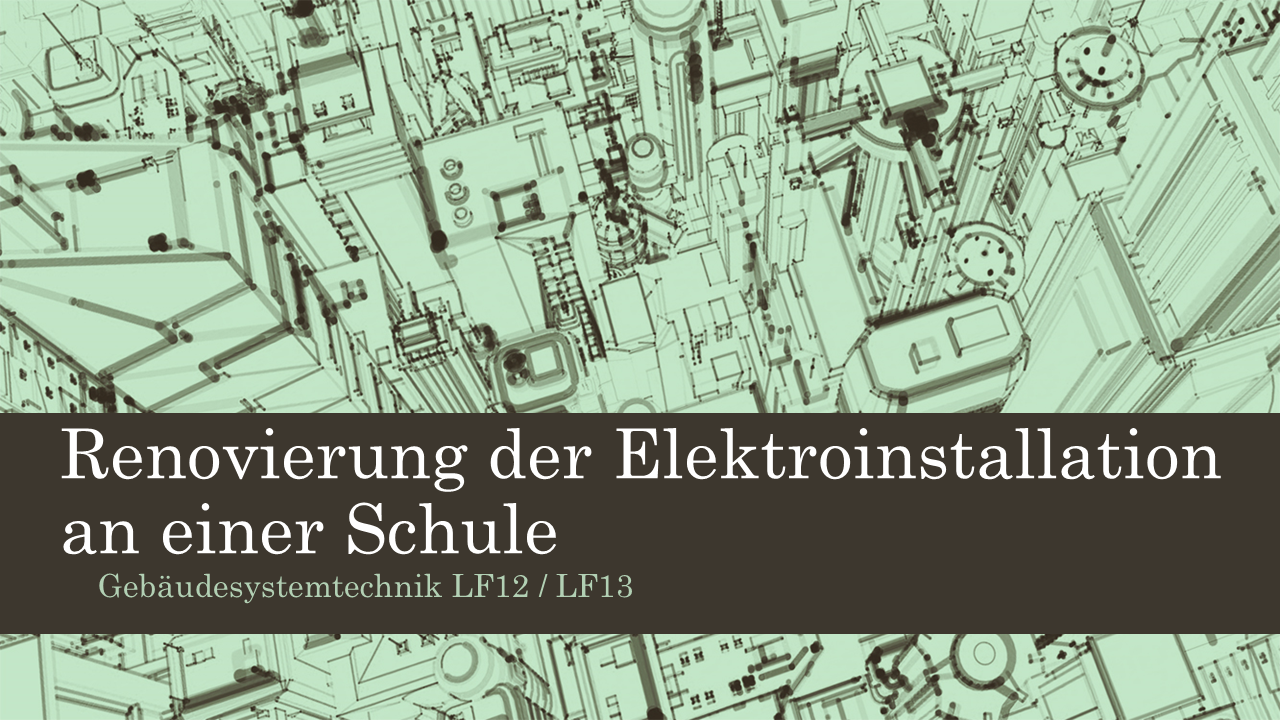 Renovierung der Elektroinstallation
an einer Schule
Gebäudesystemtechnik LF12 / LF13